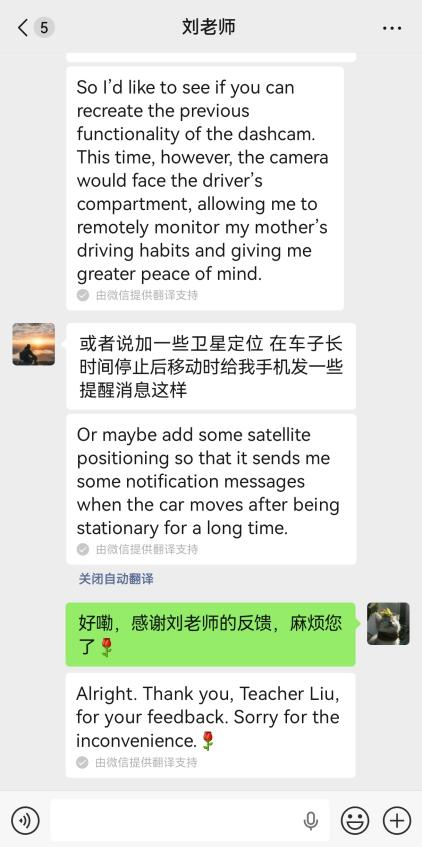 5
刘老师
So I’d like to see if you can
recreate the previous
functionality of the dashcam.
This time, however, the camera
would face the driver’s
compartment, allowing me to
remotely monitor my mother’s
driving habits and giving me
greater peace of mind.
由微信提供翻译支持
或者说加一些卫星定位 在车子长
时间停止后移动时给我手机发一些
提醒消息这样
Or maybe add some satellite
positioning so that it sends me
some notification messages
when the car moves after being
stationary for a long time.
由微信提供翻译支持
关闭自动翻译
好嘞，感谢刘老师的反馈，麻烦您
了🌹
Alright. Thank you, Teacher Liu,
for your feedback. Sorry for the
inconvenience.🌹
由微信提供翻译支持